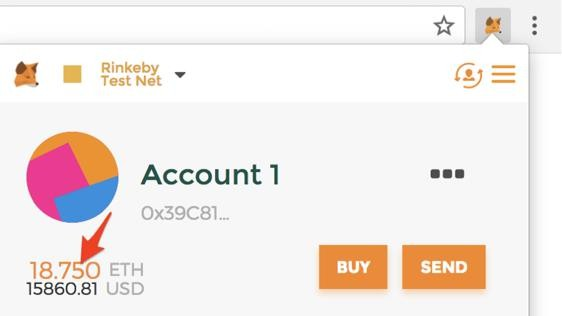 Rinkeby
Test Net
Account 1
0x39C81...
18.750 ETH
15860.81 USD
BUY
SEND